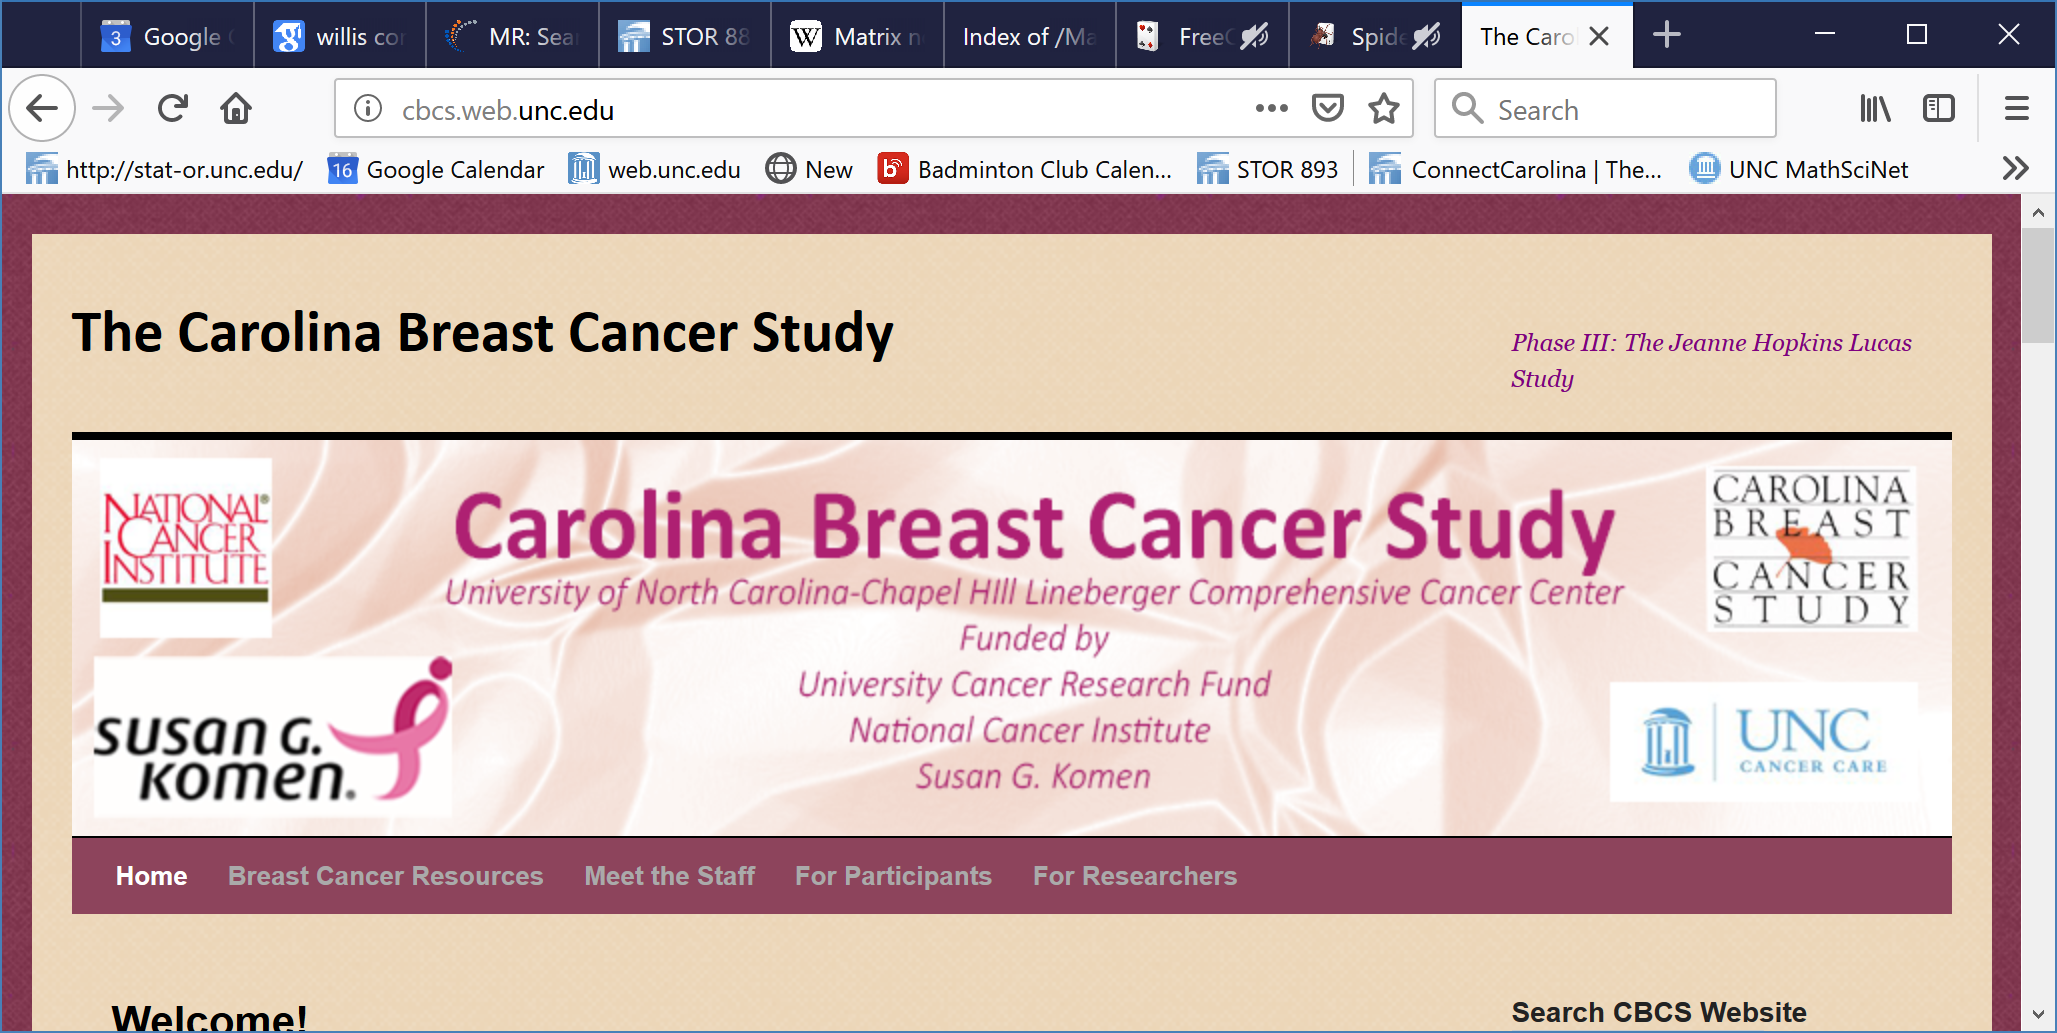 3 Google
willis
MR: Sea
STOR 88
Matrix
Index of /Ma
Free
Spide
The Caro
cbcs.web.unc.edu
Search
http://stat-or.unc.edu/
16 Google Calendar
web.unc.edu
New
Badminton Club Calen...
STOR 893
ConnectCarolina | The...
UNC MathSciNet
The Carolina Breast Cancer Study
Phase III: The Jeanne Hopkins Lucas
Study
NATIONAL®
CANCER
INSTITUTE
Carolina Breast Cancer Study
University of North Carolina-Chapel HIll Lineberger Comprehensive Cancer Center
Funded by
University Cancer Research Fund
National Cancer Institute
Susan G. Komen
CAROLINA
BREAST
CANCER
STUDY
susan G.
komen.
UNC
CANCER CARE
Home
Breast Cancer Resources
Meet the Staff
For Participants
For Researchers
Welcome!
Search CBCS Website